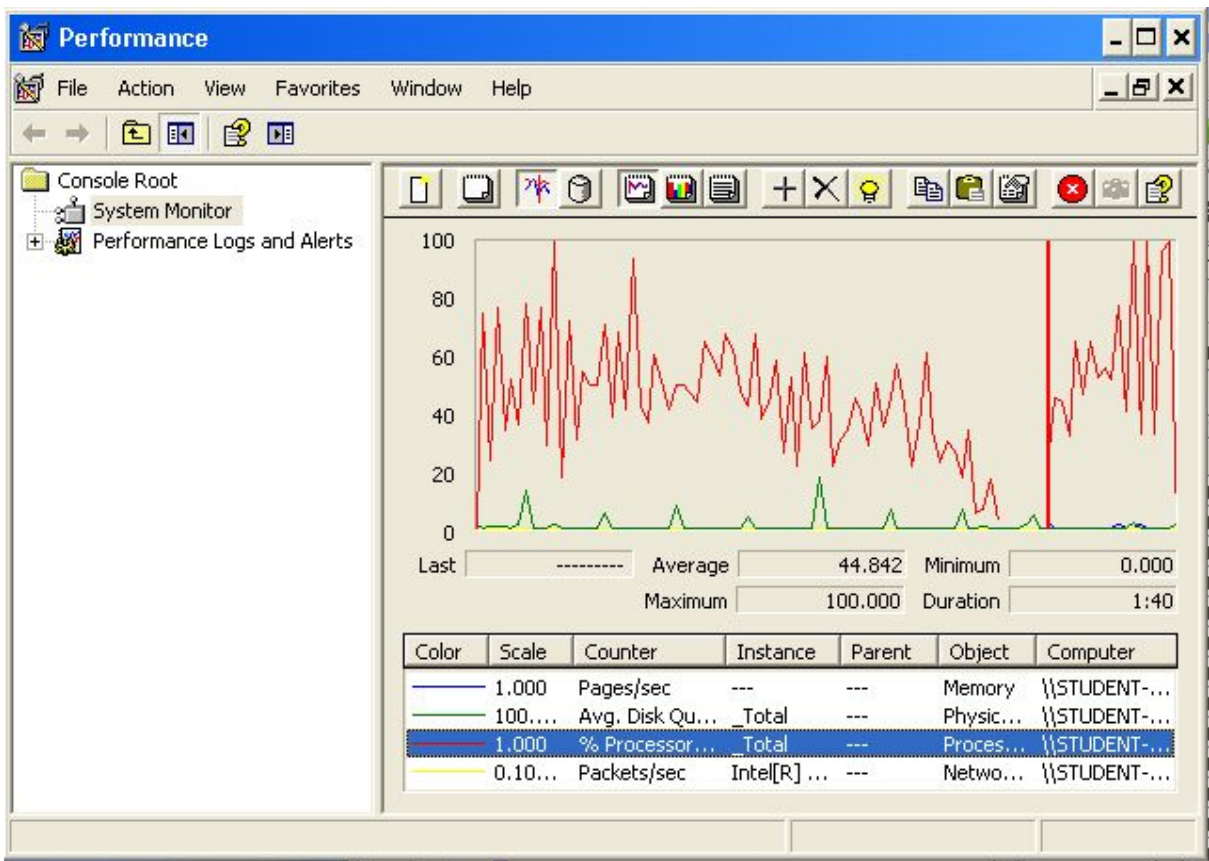 Performance
File Action View Favorites Window Help
Console Root
System Monitor
Performance Logs and Alerts
100
80
60
40
20
0
Last --------- Average 44.842 Minimum 0.000
Maximum 100.000 Duration 1:40
Color Scale Counter Instance Parent Object Computer
1.000 Pages/sec --- --- Memory \\STUDENT-...
100.... Avg. Disk Qu... _Total --- Physic... \\STUDENT-...
1.000 % Processor... _Total --- Proces... \\STUDENT-...
0.10... Packets/sec Intel[R] ... --- Netwo... \\STUDENT-...